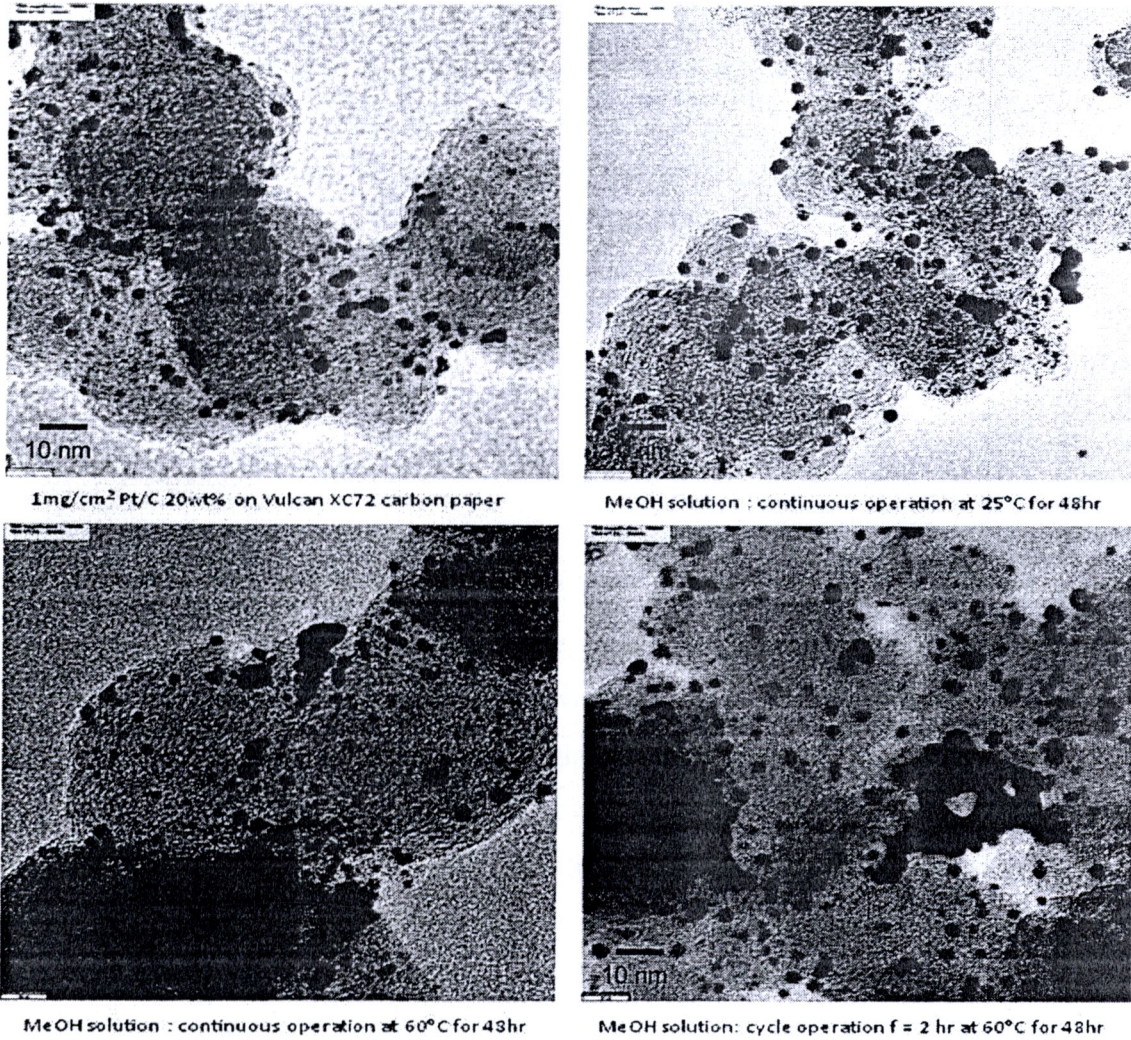 10 nm
nm
1mg/cm² Pt/C 20wt% on Vulcan XC72 carbon paper
MeOH solution : continuous operation at 25°C for 48hr
10 nm
MeOH solution : continuous operation at 60°C for 48hr
MeOH solution: cycle operation f = 2 hr at 60°C for 48hr